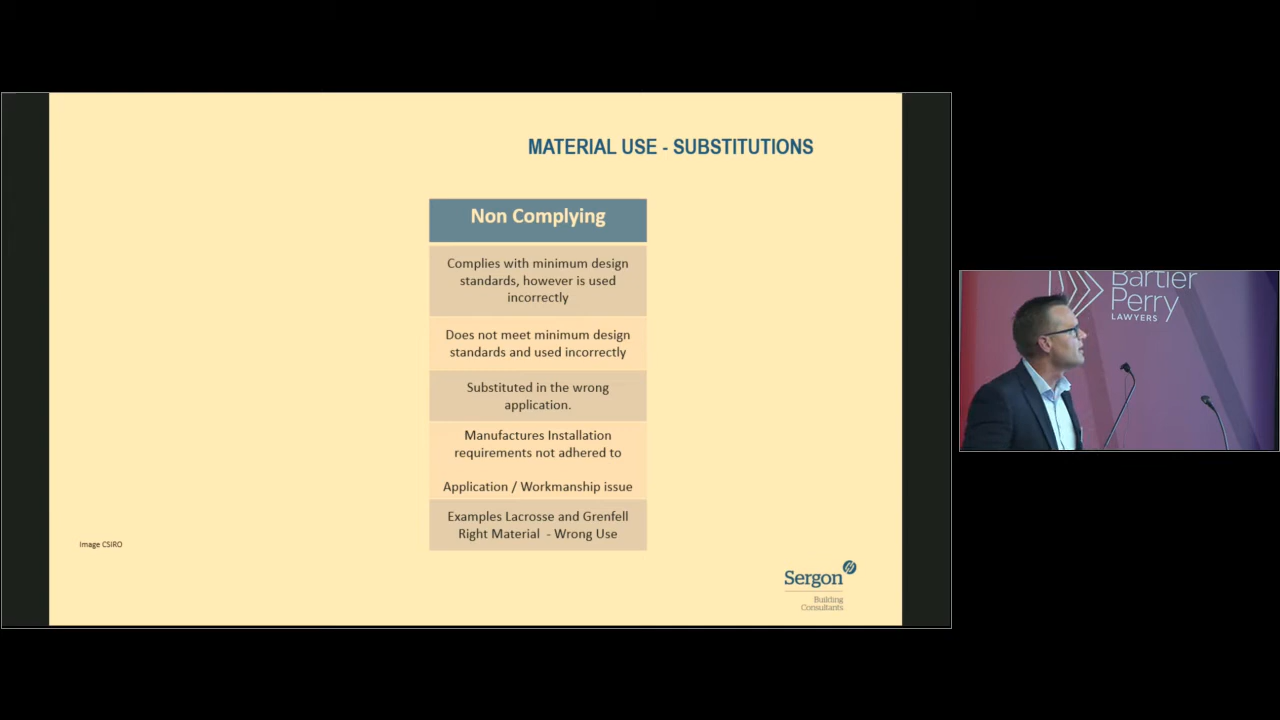 MATERIAL USE - SUBSTITUTIONS
Non Complying
Complies with minimum design
standards, however is used
incorrectly
Does not meet minimum design
standards and used incorrectly
Substituted in the wrong
application.
Manufactures Installation
requirements not adhered to
Application / Workmanship issue
Examples Lacrosse and Grenfell
Right Material - Wrong Use
Image CSIRO
Sergon
Building
Consultants
Bartier
Perry
LAWYERS